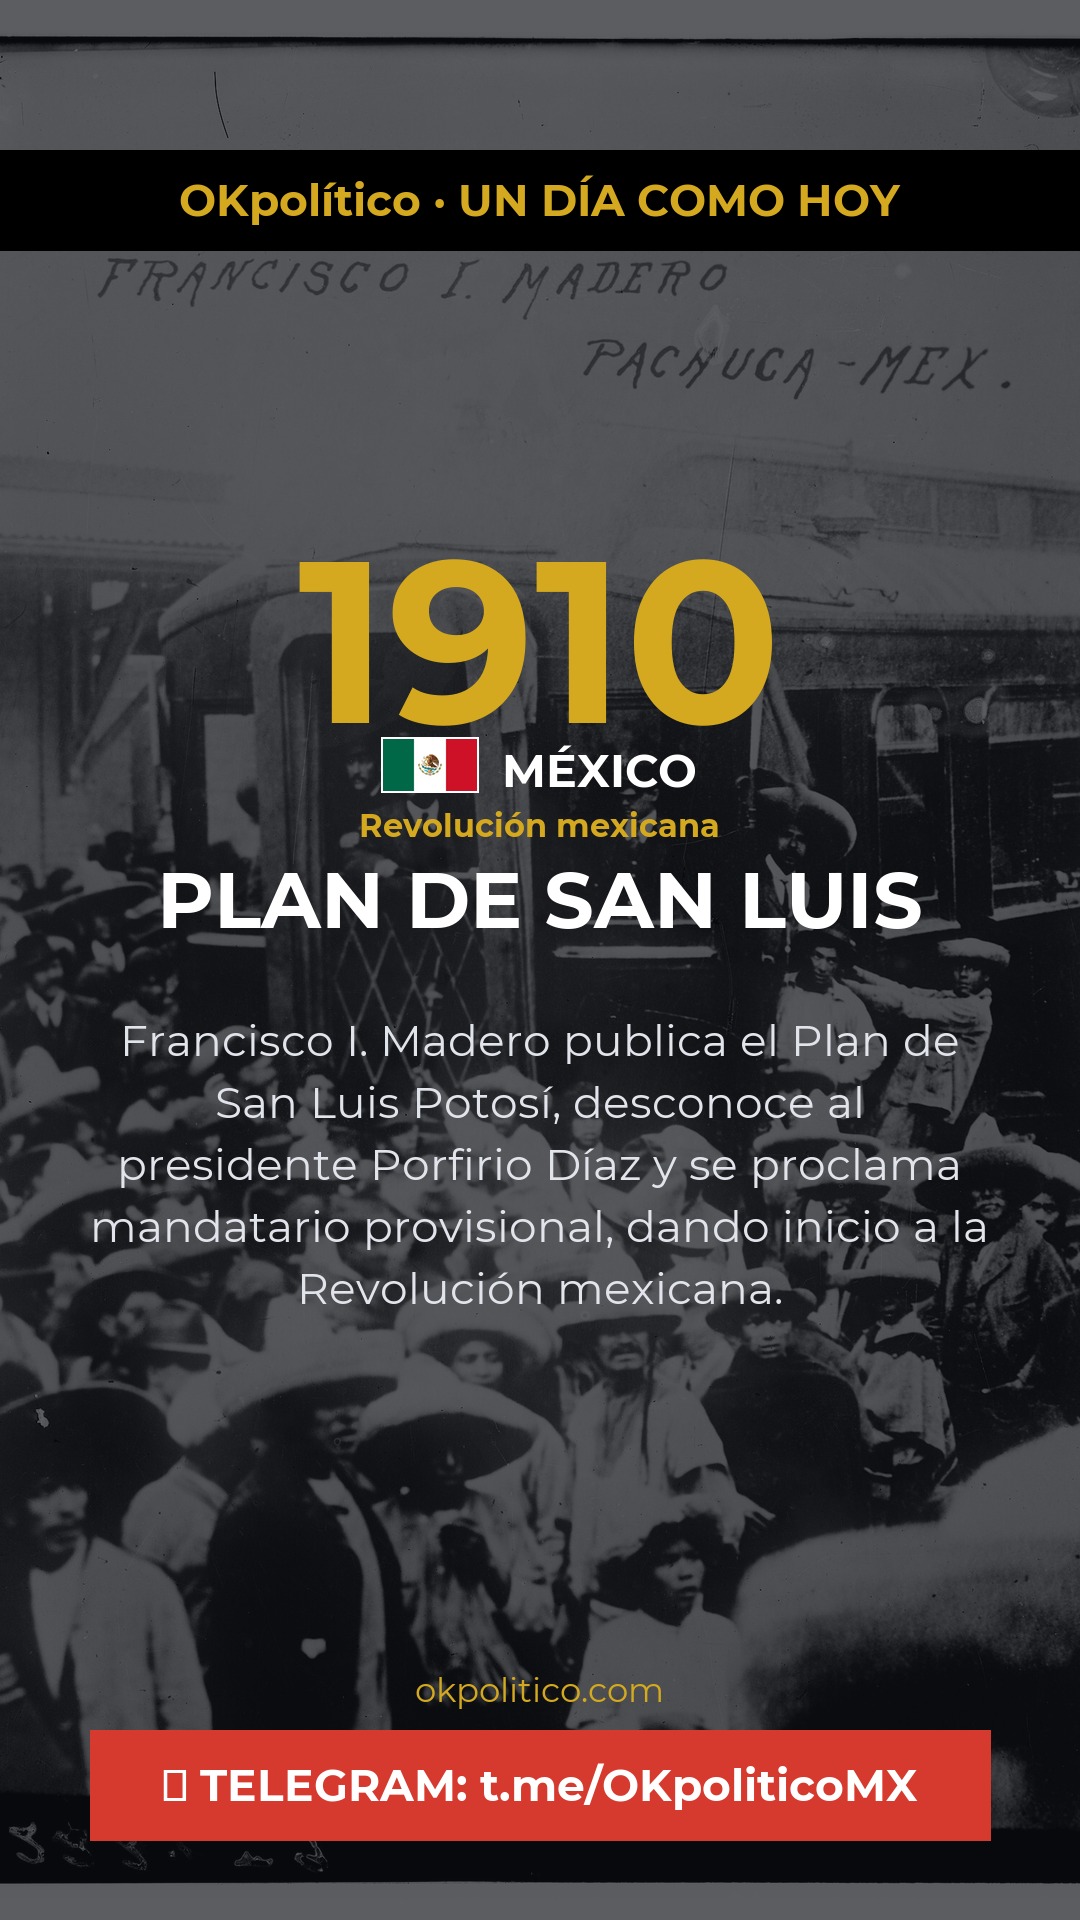 OKpolítico · UN DÍA COMO HOY
FRANCISCO I. MADERO
PACHUCA-MEX.
1910
MÉXICO
Revolución mexicana
PLAN DE SAN LUIS
Francisco I. Madero publica el Plan de
San Luis Potosí, desconoce al
presidente Porfirio Díaz y se proclama
mandatario provisional, dando inicio a la
Revolución mexicana.
okpolitico.com
TELEGRAM: t.me/OKpoliticoMX